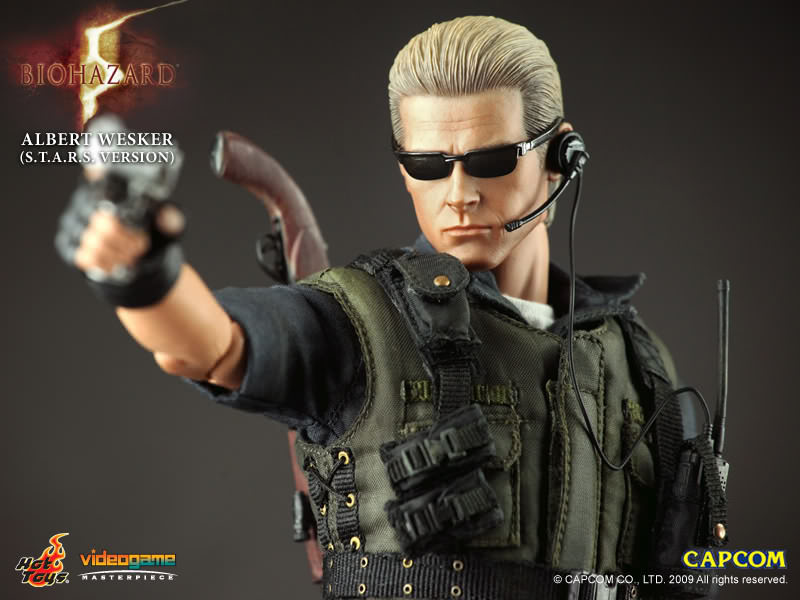 5
BIOHAZARD
ALBERT WESKER
(S.T.A.R.S. VERSION)
HOT TOYS
videogame
MASTERPIECE
CAPCOM
© CAPCOM CO., LTD. 2009 All rights reserved.